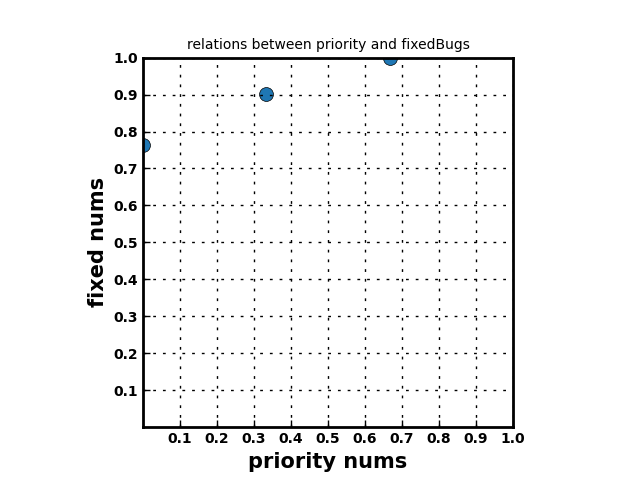 relations between priority and fixedBugs
1.0
0.9
0.8
0.7
0.6
0.5
0.4
0.3
0.2
0.1
fixed nums
0.1 0.2 0.3 0.4 0.5 0.6 0.7 0.8 0.9 1.0
priority nums